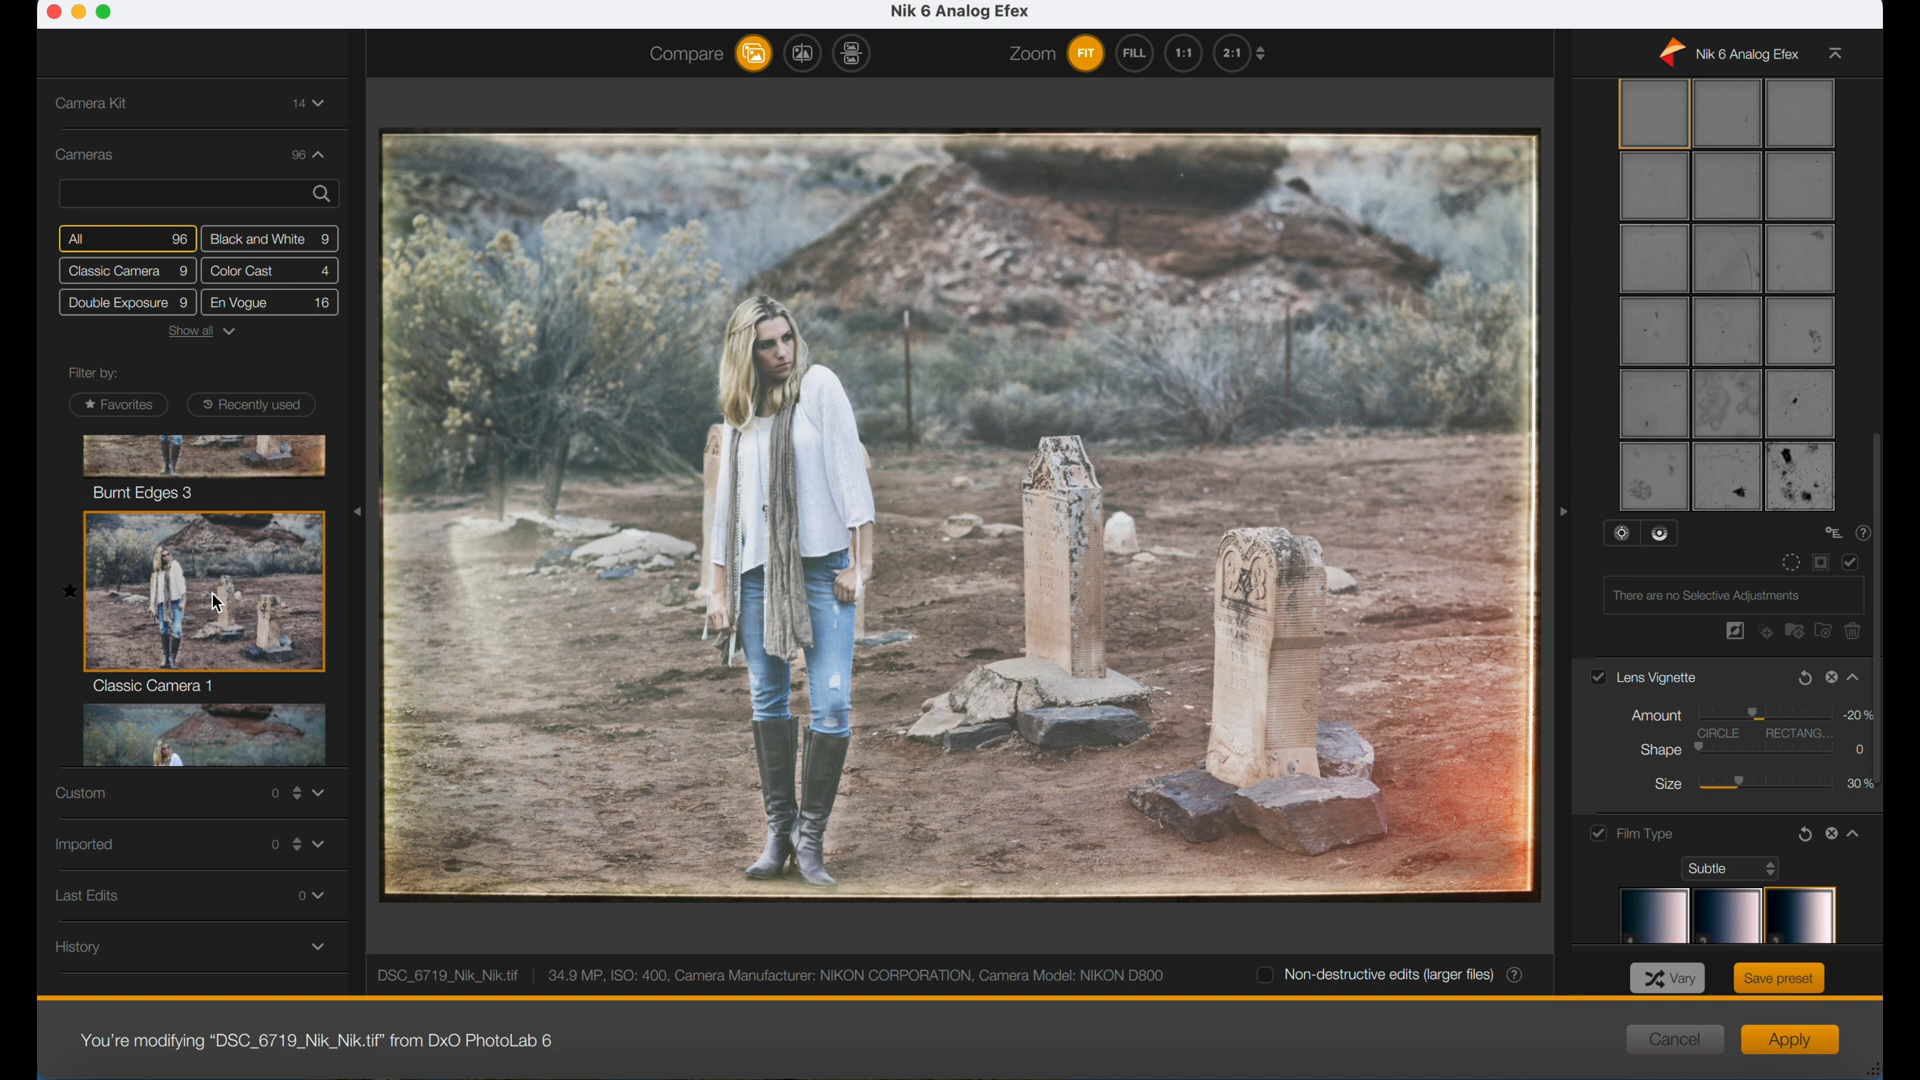 Nik 6 Analog Efex
Compare
Zoom FIT FILL 1:1 2:1
Nik 6 Analog Efex
Camera Kit 14
Cameras 96
All 96
Black and White 9
Classic Camera 9
Color Cast 4
Double Exposure 9
En Vogue 16
Show all
Filter by:
Favorites
Recently used
Burnt Edges 3
Classic Camera 1
Custom 0
Imported 0
Last Edits 0
History
There are no Selective Adjustments
Lens Vignette
Amount -20 %
CIRCLE RECTANG...
Shape 0
Size 30 %
Film Type
Subtle
Vary
Save preset
DSC_6719_Nik_Nik.tif
34.9 MP, ISO: 400, Camera Manufacturer: NIKON CORPORATION, Camera Model: NIKON D800
Non-destructive edits (larger files) ?
You're modifying “DSC_6719_Nik_Nik.tif” from DxO PhotoLab 6
Cancel
Apply